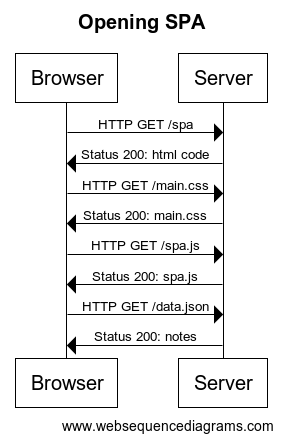 Opening SPA
Browser Server
HTTP GET /spa
Status 200: html code
HTTP GET /main.css
Status 200: main.css
HTTP GET /spa.js
Status 200: spa.js
HTTP GET /data.json
Status 200: notes
Browser Server
www.websequencediagrams.com